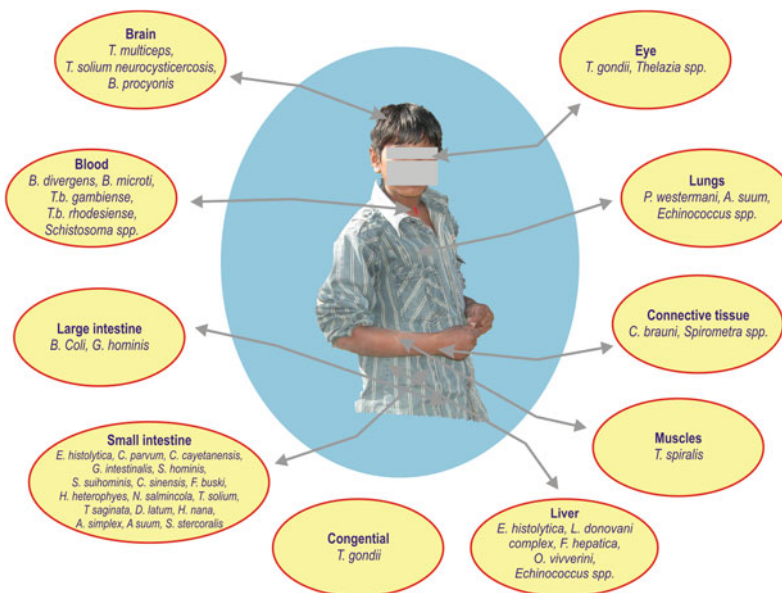 Brain
T. multiceps,
T. solium neurocysticercosis,
B. procyonis
Eye
T. gondii, Thelazia spp.
Blood
B. divergens, B. microti,
T.b. gambiense,
T.b. rhodesiense,
Schistosoma spp.
Lungs
P. westermani, A. suum,
Echinococcus spp.
Large intestine
B. Coli, G. hominis
Connective tissue
C. brauni, Spirometra spp.
Small intestine
E. histolytica, C. parvum, C. cayetanensis,
G. intestinalis, S. hominis,
S. suihominis, C. sinensis, F. buski,
H. heterophyes, N. salmincola, T. solium,
T saginata, D. latum, H. nana,
A. simplex, A suum, S. stercoralis
Muscles
T. spiralis
Congential
T. gondii
Liver
E. histolytica, L. donovani
complex, F. hepatica,
O. vivverini,
Echinococcus spp.